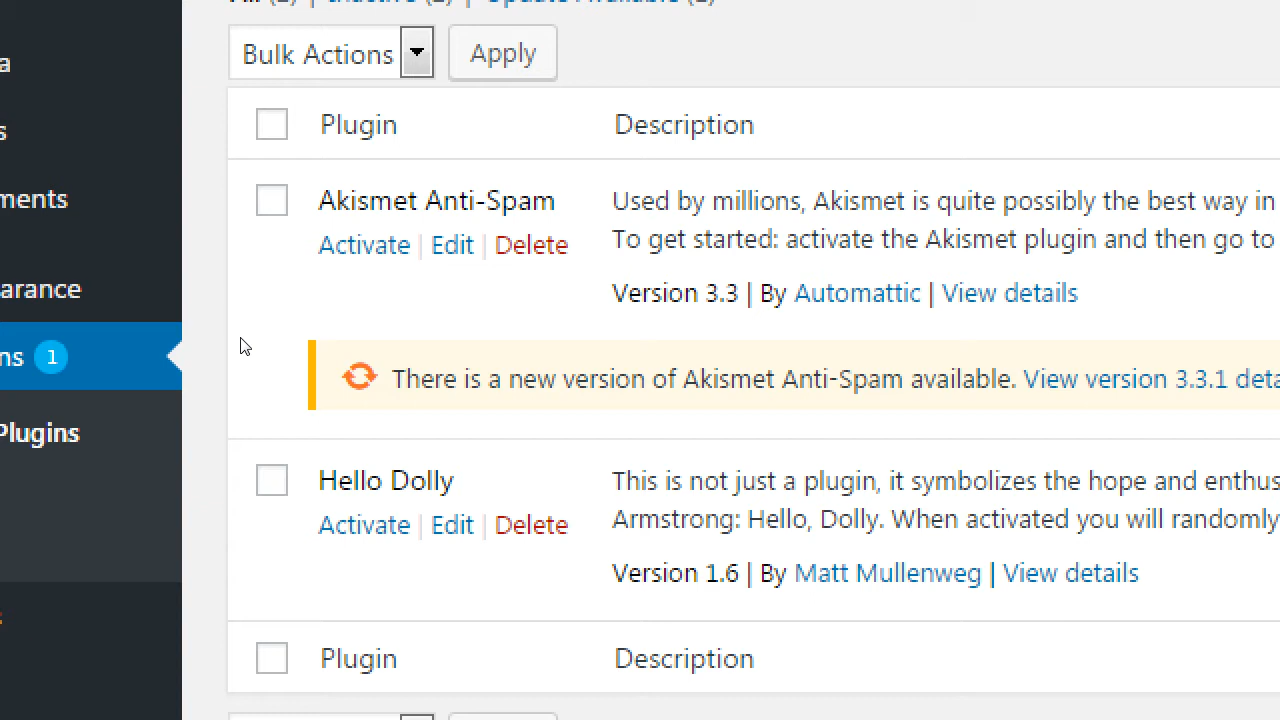 Bulk Actions Apply
a
Plugin Description
s
ments
Akismet Anti-Spam
Activate | Edit | Delete
Used by millions, Akismet is quite possibly the best way in
To get started: activate the Akismet plugin and then go to
Version 3.3 | By Automattic | View details
arance
ns 1
There is a new version of Akismet Anti-Spam available. View version 3.3.1 deta
Plugins
Hello Dolly
Activate | Edit | Delete
This is not just a plugin, it symbolizes the hope and enthus
Armstrong: Hello, Dolly. When activated you will randomly
Version 1.6 | By Matt Mullenweg | View details
Plugin Description